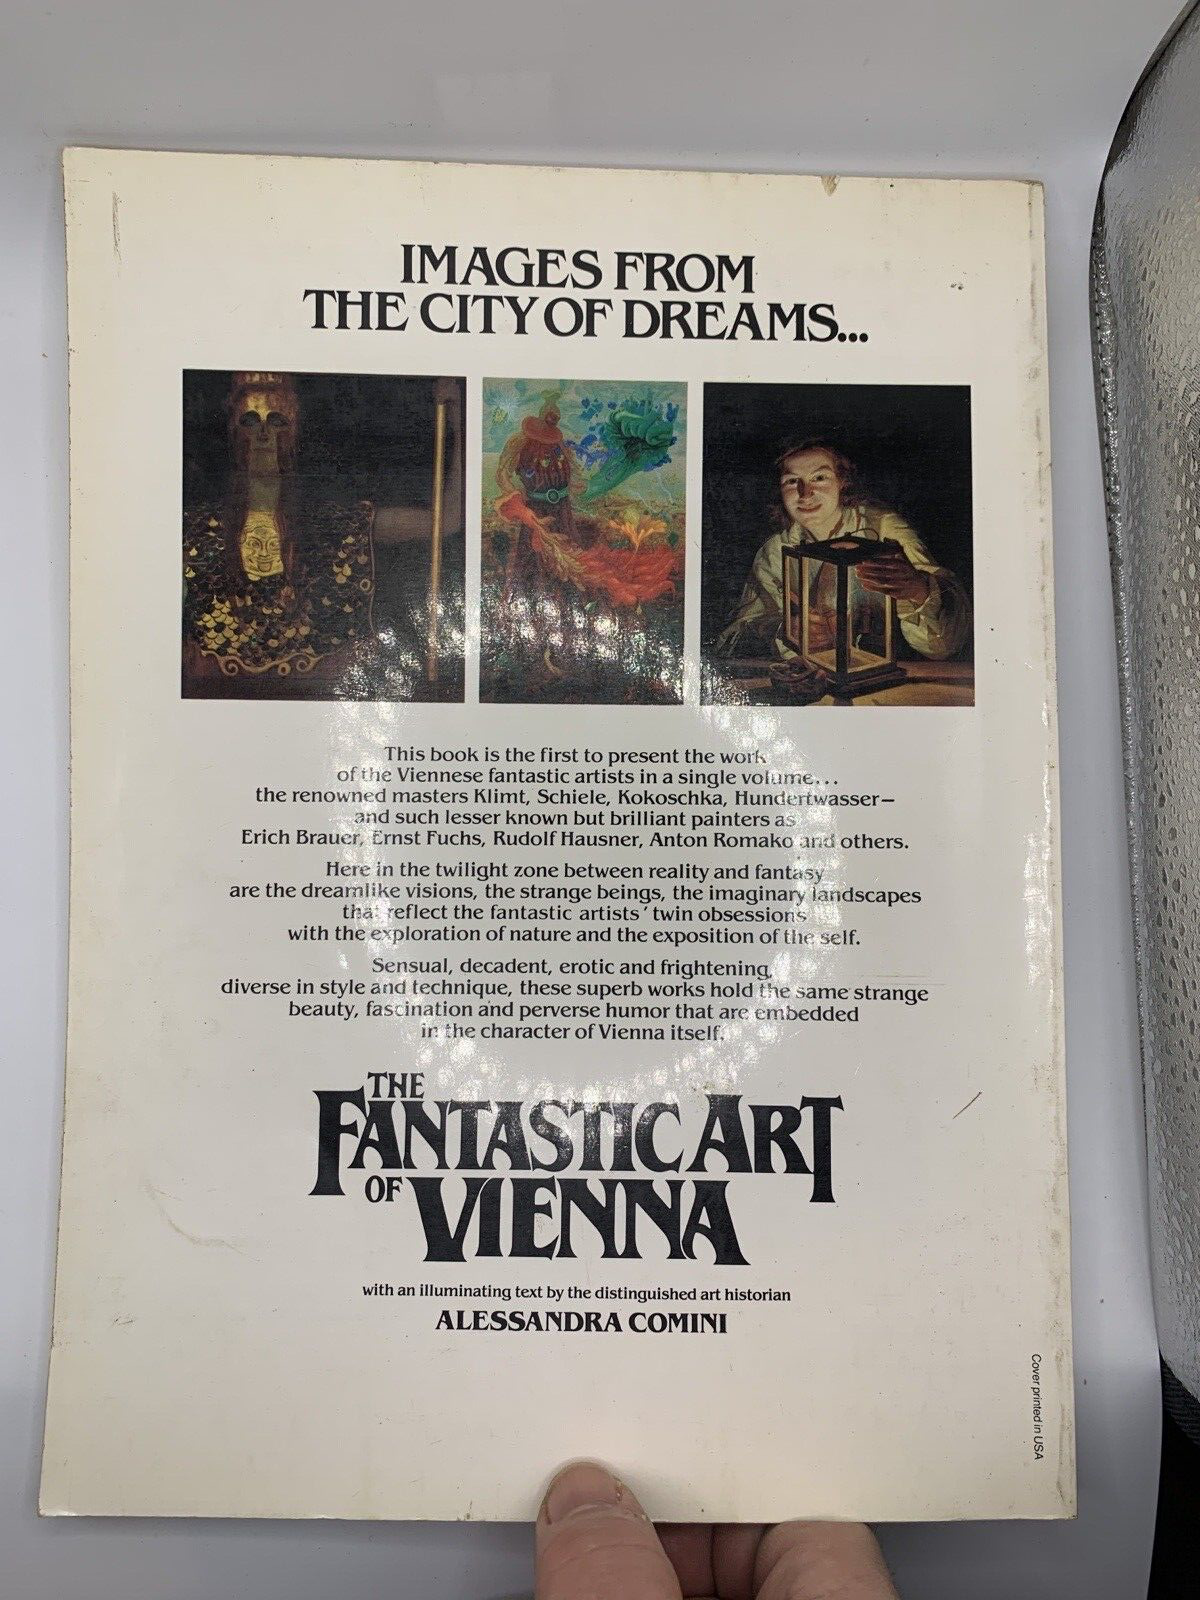 IMAGES FROM
THE CITY OF DREAMS...
This book is the first to present the work
of the Viennese fantastic artists in a single volume...
the renowned masters Klimt, Schiele, Kokoschka, Hundertwasser—
and such lesser known but brilliant painters as
Erich Brauer, Ernst Fuchs, Rudolf Hausner, Anton Romako and others.
Here in the twilight zone between reality and fantasy
are the dreamlike visions, the strange beings, the imaginary landscapes
that reflect the fantastic artists' twin obsessions
with the exploration of nature and the exposition of the self.
Sensual, decadent, erotic and frightening,
diverse in style and technique, these superb works hold the same strange
beauty, fascination and perverse humor that are embedded
in the character of Vienna itself.
THE
FANTASTIC ART
OF VIENNA
with an illuminating text by the distinguished art historian
ALESSANDRA COMINI
Cover printed in USA